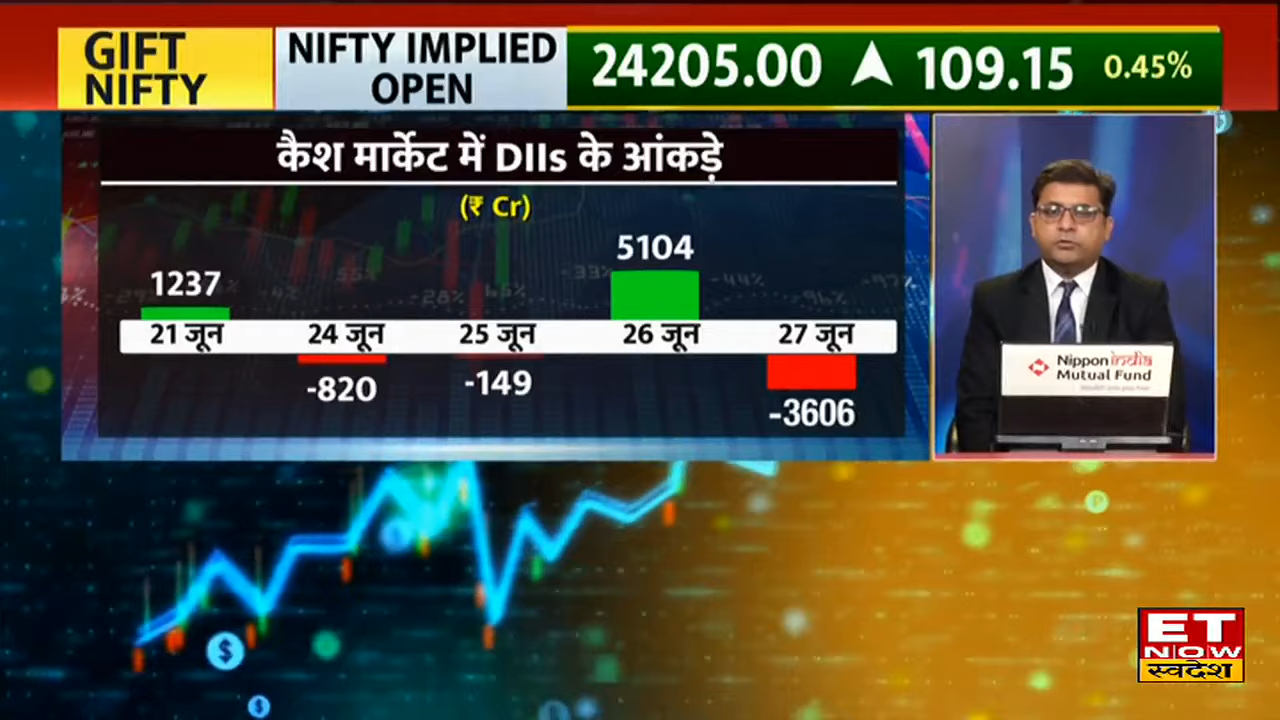 GIFT
NIFTY
NIFTY IMPLIED
OPEN
24205.00 109.15 0.45%
कैश मार्केट में DIIs के आंकड़े
(₹ Cr)
1237
5104
21 जून 24 जून 25 जून 26 जून 27 जून
-820
-149
-3606
Nippon india
Mutual Fund
ET
NOW
स्वदेश